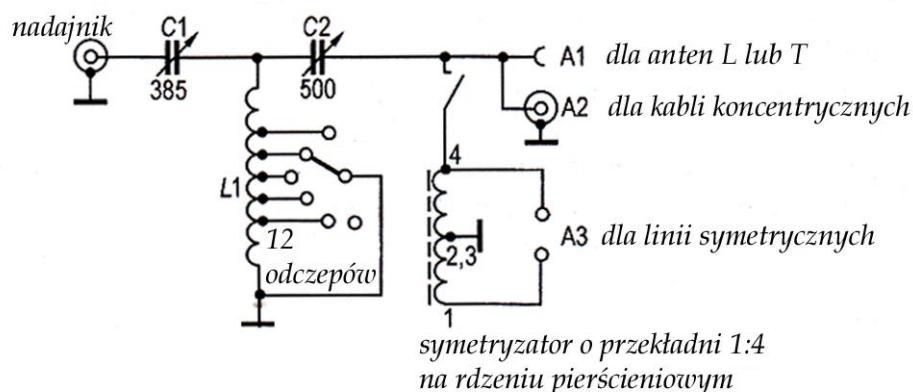 nadajnik
C1
C2
385
500
A1 dla anten L lub T
A2 dla kabli koncentrycznych
L1
12
odczepów
4
2,3
1
A3 dla linii symetrycznych
symetryzator o przekładni 1:4
na rdzeniu pierścieniowym